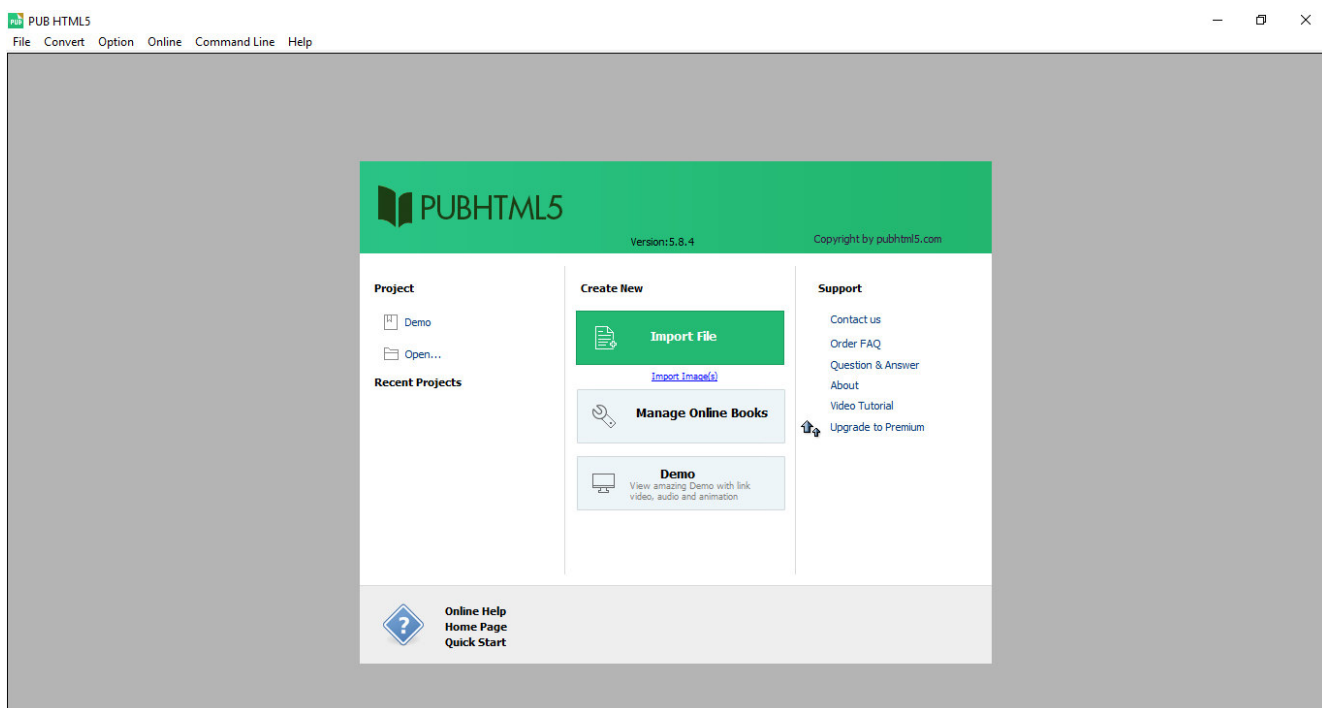 PUB HTML5
File Convert Option Online Command Line Help
PUBHTML5
Version:5.8.4
Copyright by pubhtml5.com
Project
Demo
Open...
Recent Projects
Create New
Import File
Import Image(s)
Manage Online Books
Demo
View amazing Demo with link
video, audio and animation
Support
Contact us
Order FAQ
Question & Answer
About
Video Tutorial
Upgrade to Premium
Online Help
Home Page
Quick Start